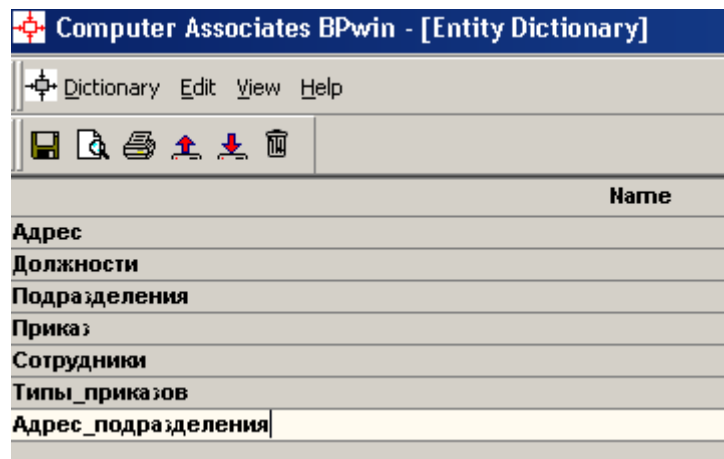 Computer Associates BPwin - [Entity Dictionary]
Dictionary Edit View Help
Name
Адрес
Должности
Подразделения
Приказ
Сотрудники
Типы_приказов
Адрес_подразделения